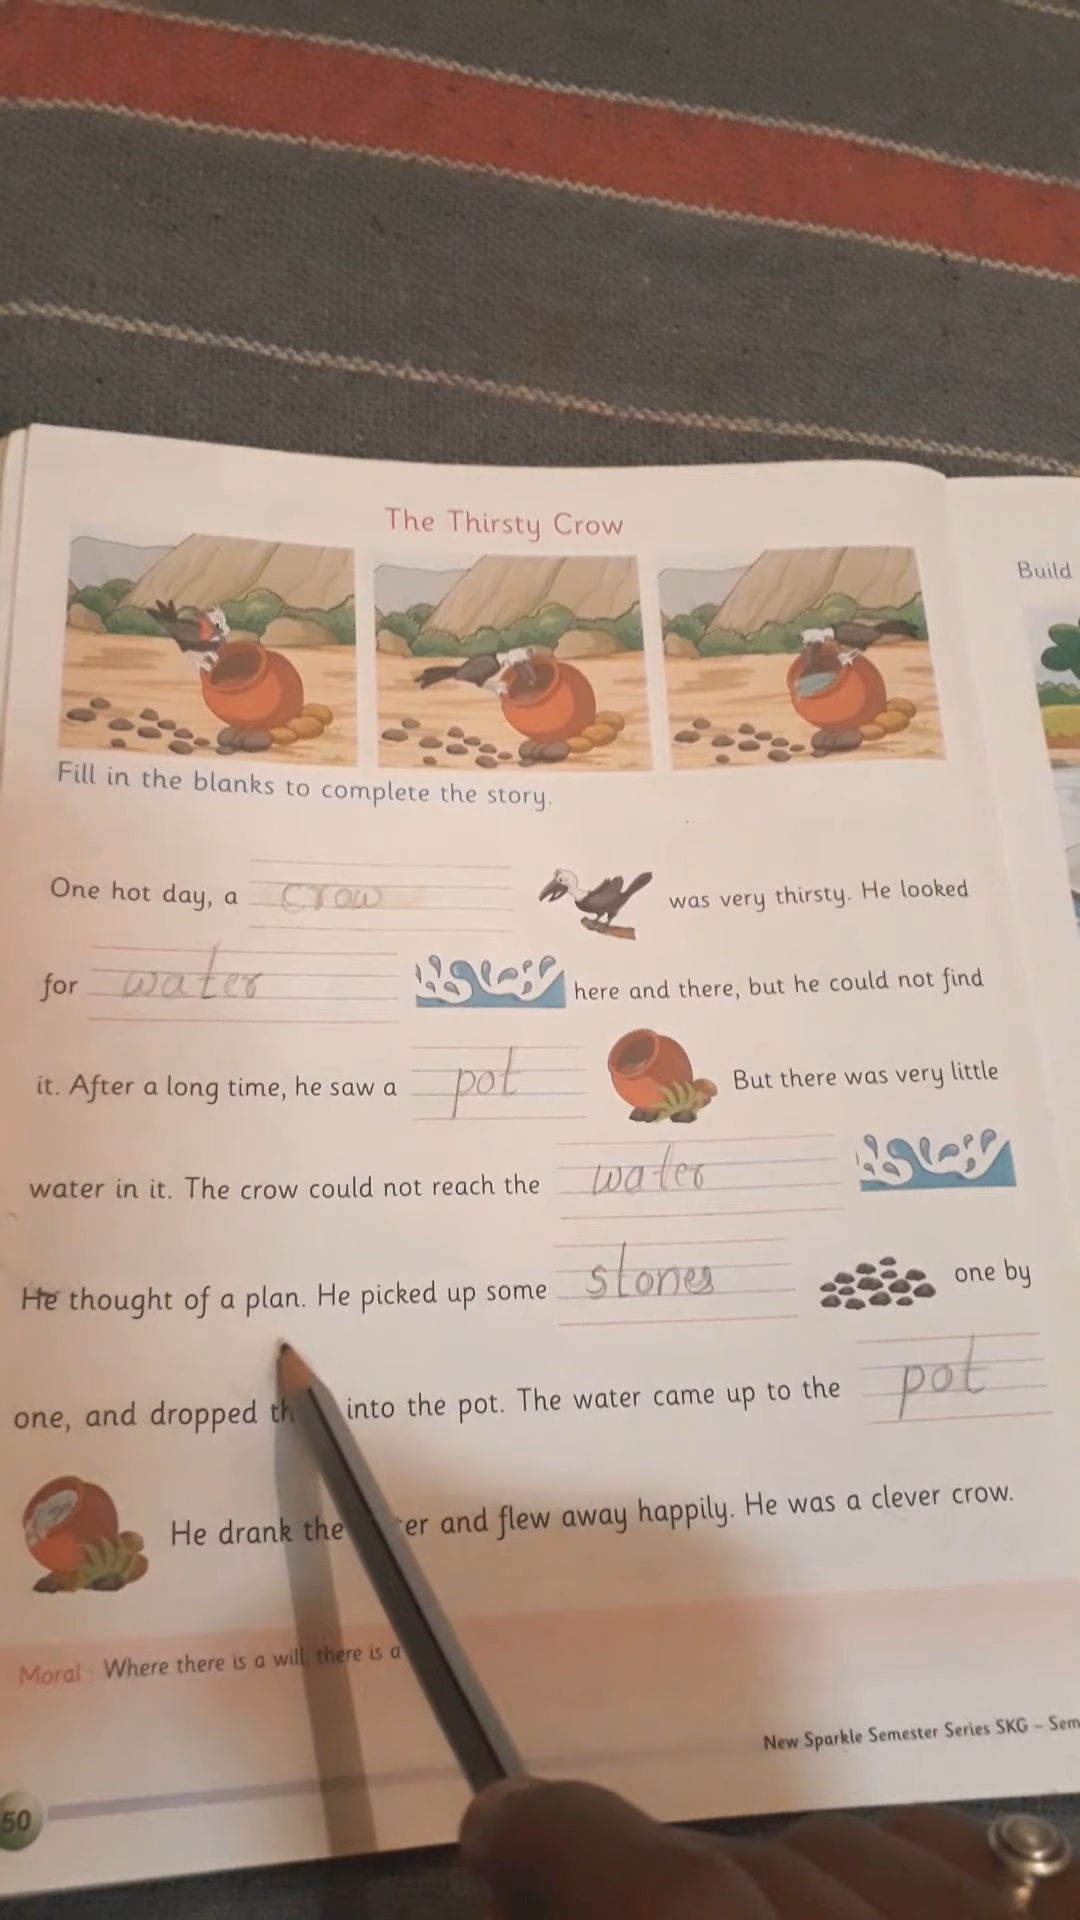 The Thirsty Crow
Build
Fill in the blanks to complete the story.
One hot day, a crow was very thirsty. He looked
for water here and there, but he could not find
it. After a long time, he saw a pot But there was very little
water in it. The crow could not reach the water
He thought of a plan. He picked up some stones one by
one, and dropped th into the pot. The water came up to the pot
He drank the er and flew away happily. He was a clever crow.
Moral : Where there is a will, there is a
New Sparkle Semester Series SKG – Sem
50